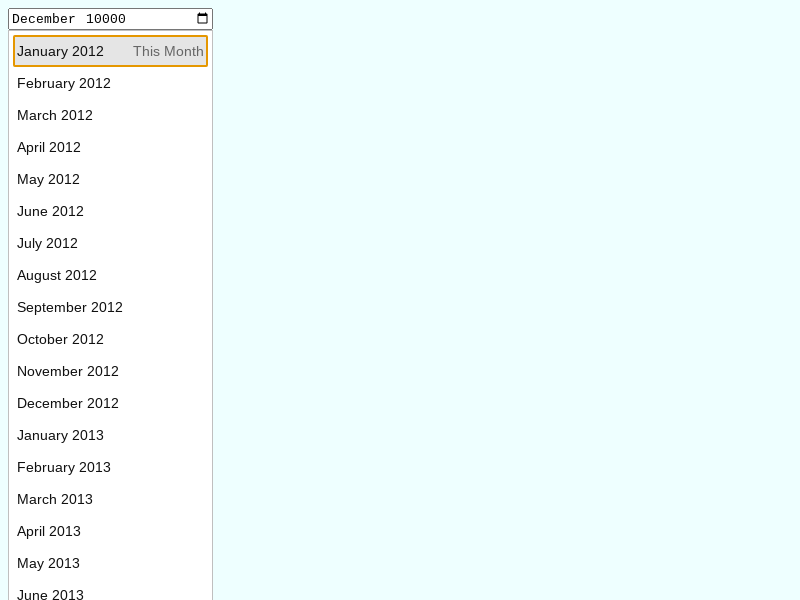 December 10000
January 2012 This Month
February 2012
March 2012
April 2012
May 2012
June 2012
July 2012
August 2012
September 2012
October 2012
November 2012
December 2012
January 2013
February 2013
March 2013
April 2013
May 2013
June 2013